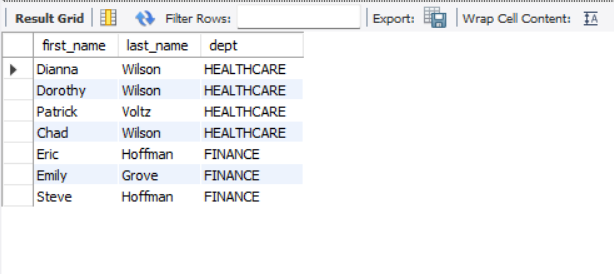 Result Grid Filter Rows: Export: Wrap Cell Content: IA
first_name last_name dept
Dianna Wilson HEALTHCARE
Dorothy Wilson HEALTHCARE
Patrick Voltz HEALTHCARE
Chad Wilson HEALTHCARE
Eric Hoffman FINANCE
Emily Grove FINANCE
Steve Hoffman FINANCE